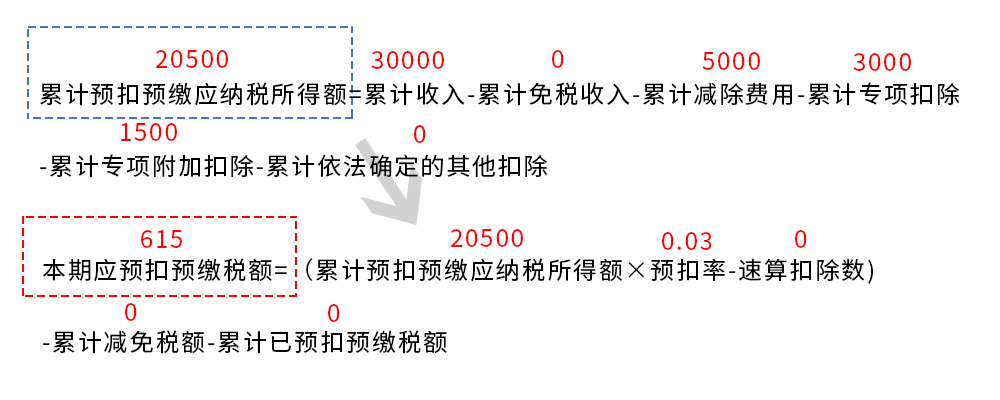 20500 30000 0 5000 3000
累计预扣预缴应纳税所得额=累计收入-累计免税收入-累计减除费用-累计专项扣除
1500 0
-累计专项附加扣除-累计依法确定的其他扣除
615 20500 0.03 0
本期应预扣预缴税额=（累计预扣预缴应纳税所得额×预扣率-速算扣除数)
0 0
-累计减免税额-累计已预扣预缴税额